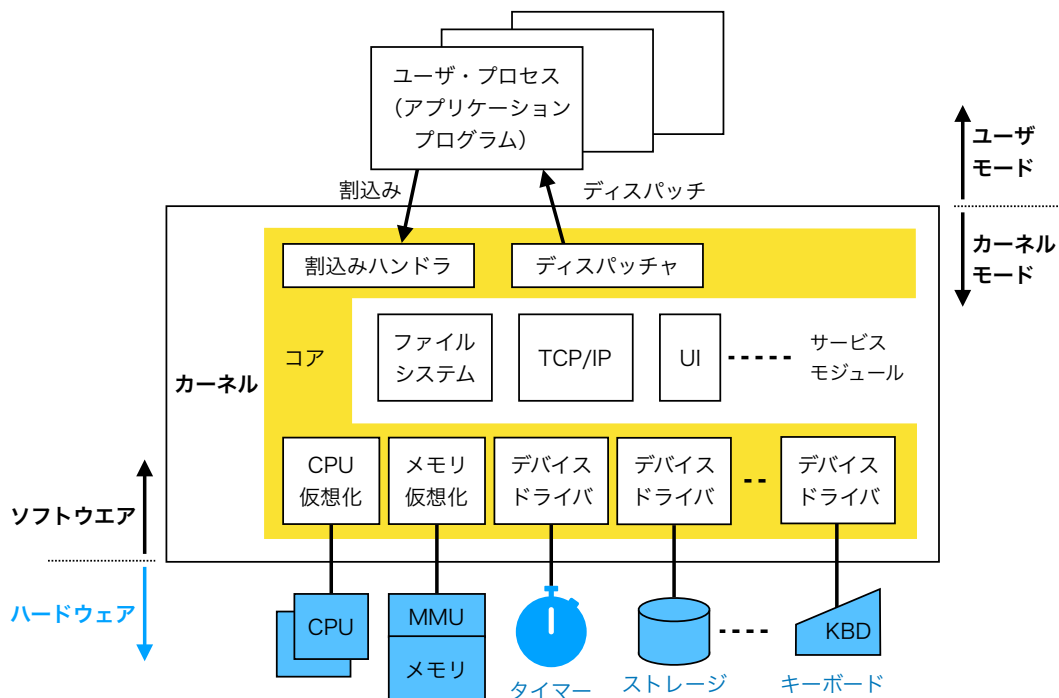 ユーザ・プロセス
（アプリケーション
プログラム）
割込み
ディスパッチ
ユーザ
モード
カーネル
モード
割込みハンドラ
ディスパッチャ
コア
カーネル
ファイル
システム
TCP/IP
UI
サービス
モジュール
CPU
仮想化
メモリ
仮想化
デバイス
ドライバ
デバイス
ドライバ
デバイス
ドライバ
ソフトウエア
ハードウェア
CPU
MMU
メモリ
タイマー
ストレージ
KBD
キーボード